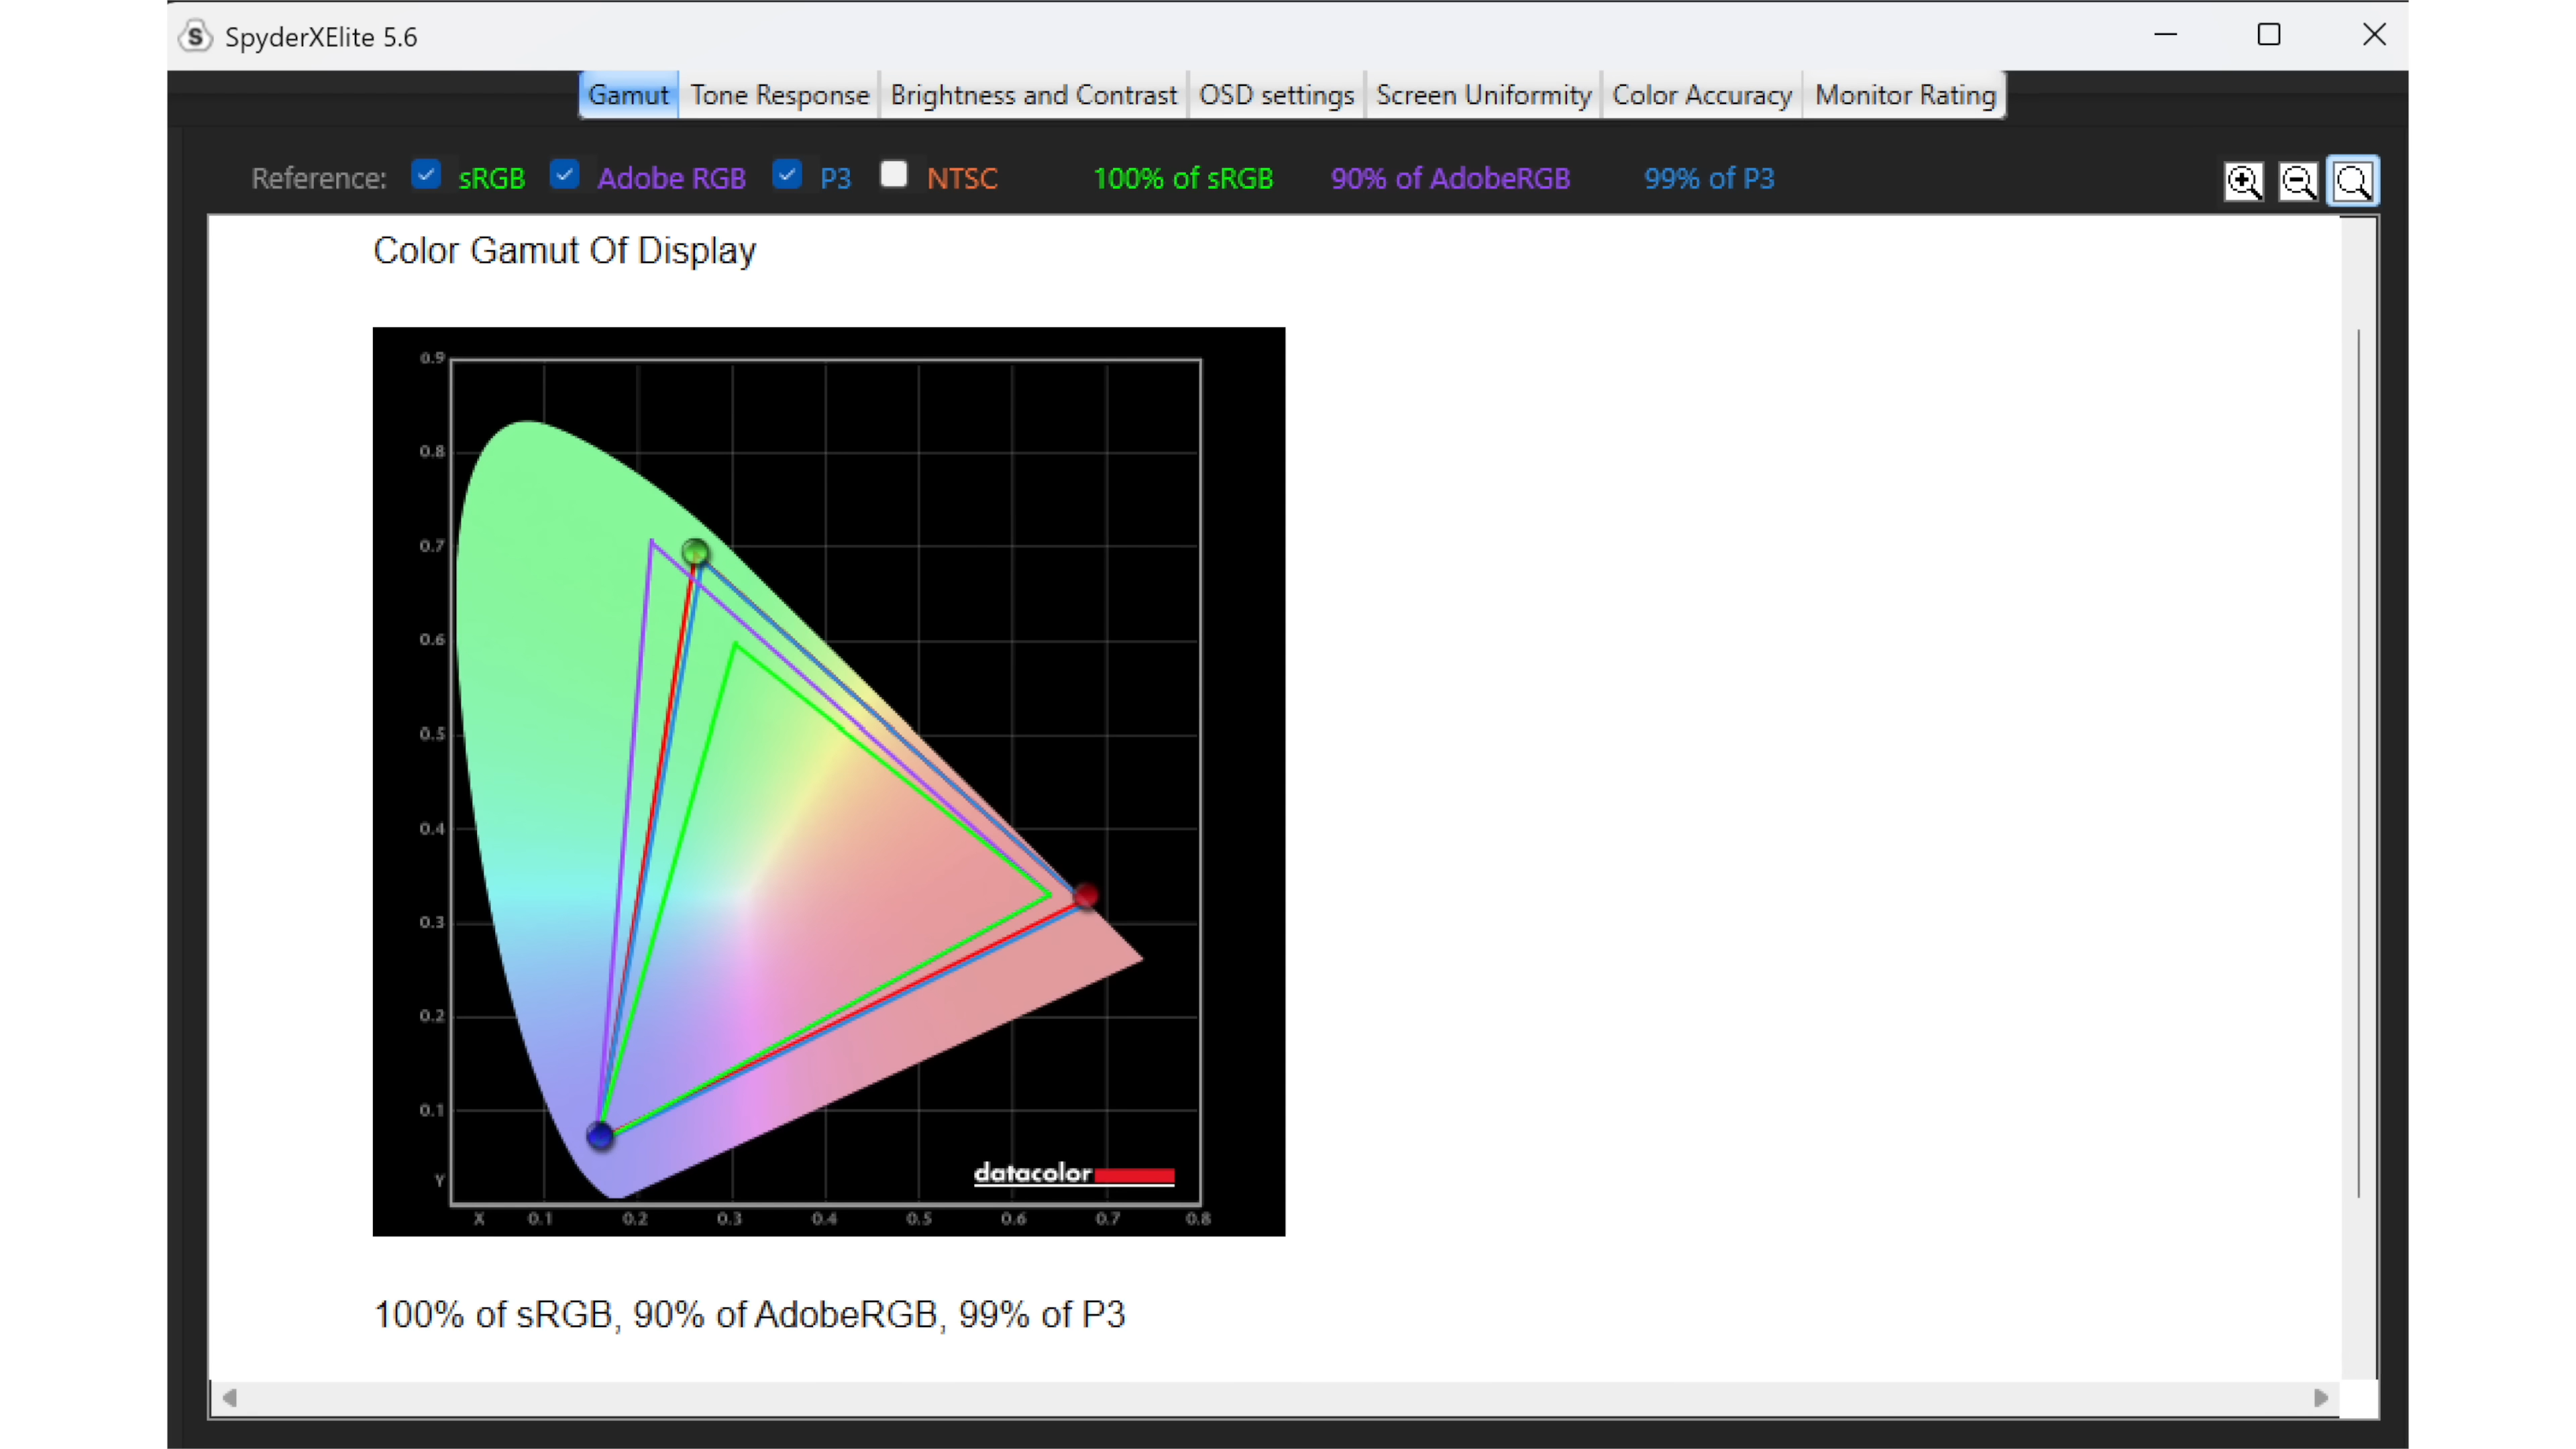 S SpyderXElite 5.6
Gamut Tone Response Brightness and Contrast OSD settings Screen Uniformity Color Accuracy Monitor Rating
Reference: sRGB Adobe RGB P3 NTSC 100% of sRGB 90% of AdobeRGB 99% of P3
Color Gamut Of Display
0.9
0.8
0.7
0.6
0.5
0.4
0.3
0.2
0.1
Y
datacolor
X 0.1 0.2 0.3 0.4 0.5 0.6 0.7 0.8
100% of sRGB, 90% of AdobeRGB, 99% of P3